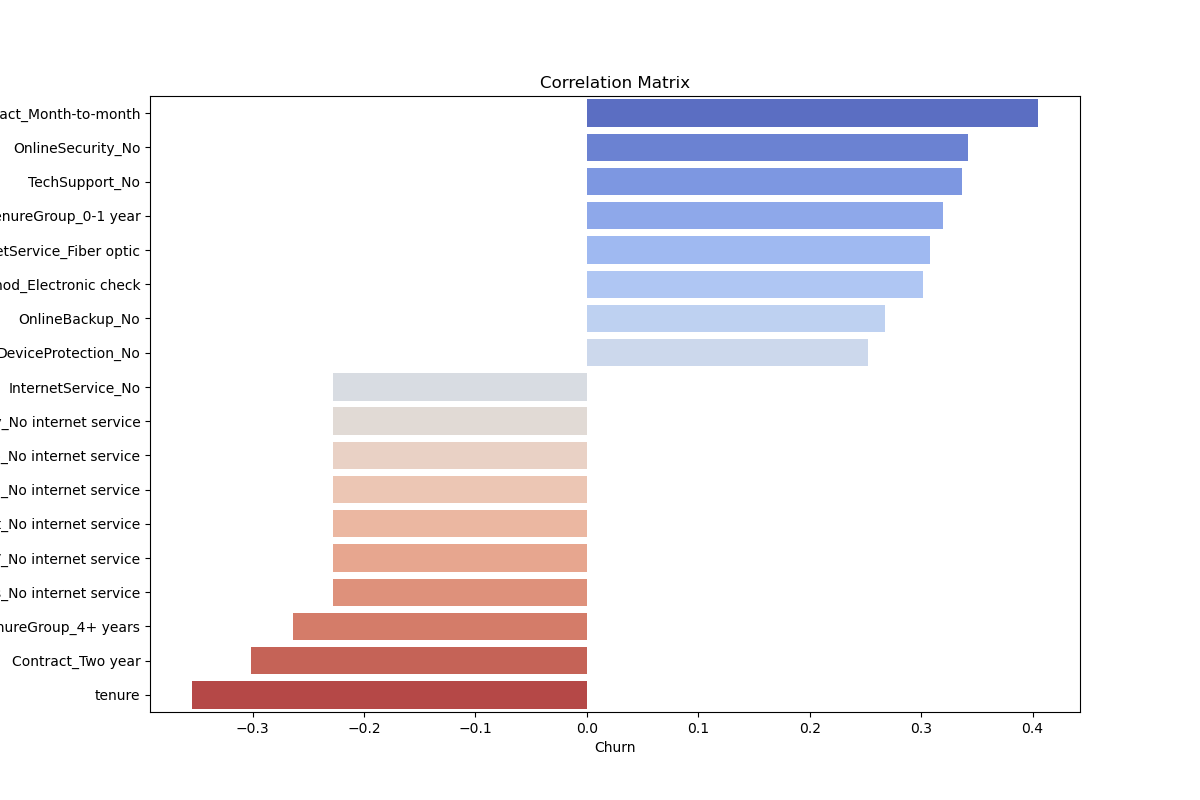 Correlation Matrix
act_Month-to-month
OnlineSecurity_No
TechSupport_No
enureGroup_0-1 year
etService_Fiber optic
od_Electronic check
OnlineBackup_No
DeviceProtection_No
InternetService_No
_No internet service
_No internet service
_No internet service
_No internet service
_No internet service
_No internet service
nureGroup_4+ years
Contract_Two year
tenure
−0.3 −0.2 −0.1 0.0 0.1 0.2 0.3 0.4
Churn